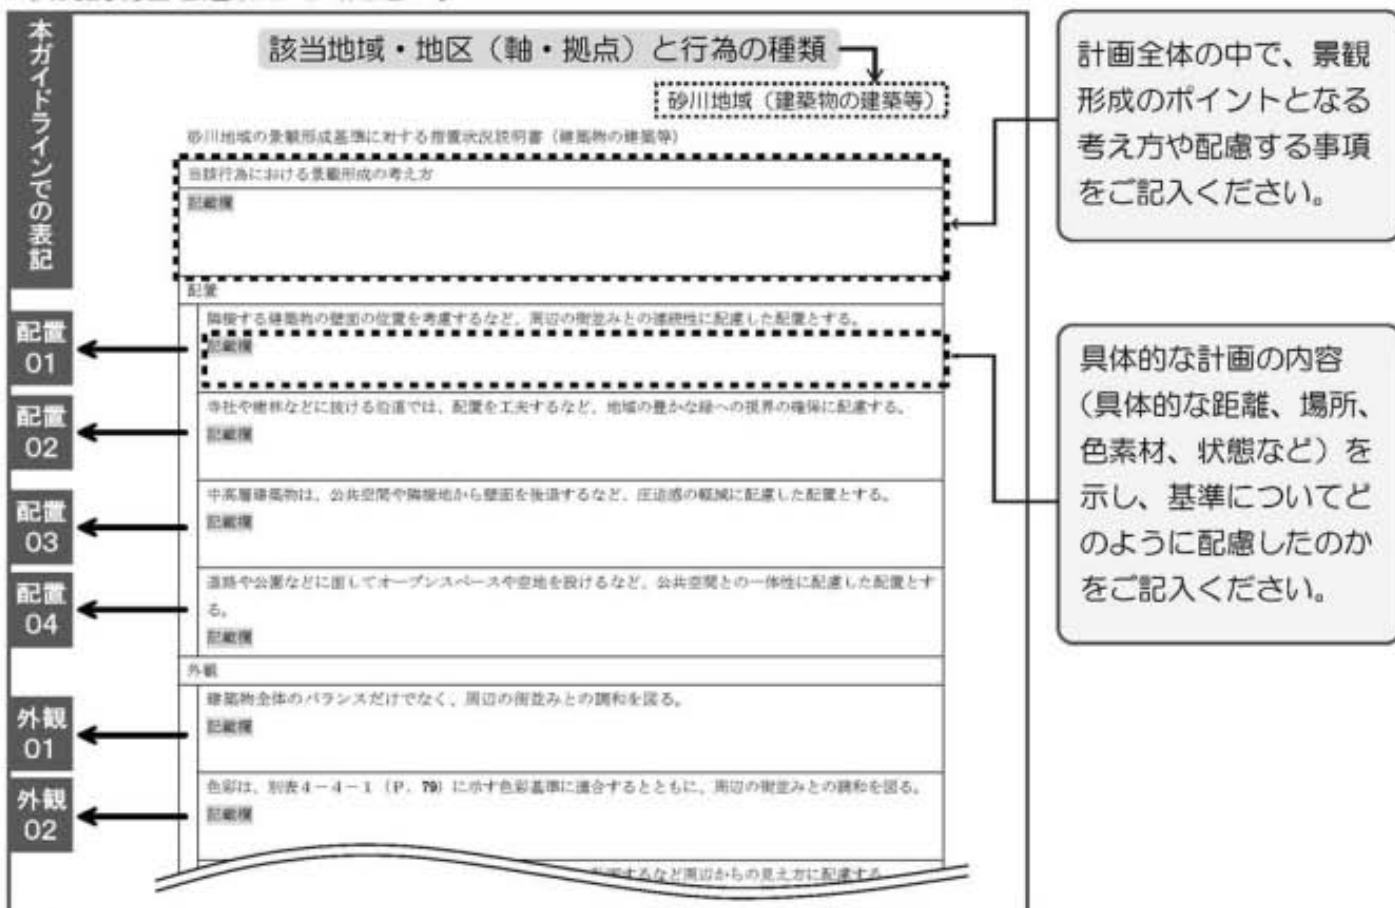 本ガイドラインでの表記
該当地域・地区（軸・拠点）と行為の種類
砂川地域（建築物の建築等）
砂川地域の景観形成基準に対する措置状況説明書（建築物の建築等）
当該行為における景観形成の考え方
記載欄
計画全体の中で、景観
形成のポイントとなる
考え方や配慮する事項
をご記入ください。
配置
配置
01
隣接する建築物の壁面の位置を考慮するなど、周辺の街並みとの連続性に配慮した配置とする。
記載欄
具体的な計画の内容
（具体的な距離、場所、
色素材、状態など）を
示し、基準についてど
のように配慮したのか
をご記入ください。
配置
02
寺社や樹林などに抜ける沿道では、配置を工夫するなど、地域の豊かな緑への視界の確保に配慮する。
記載欄
配置
03
中高層建築物は、公共空間や隣接地から壁面を後退するなど、圧迫感の軽減に配慮した配置とする。
記載欄
配置
04
道路や公園などに面してオープンスペースや空地を設けるなど、公共空間との一体性に配慮した配置とす
る。
記載欄
外観
外観
01
建築物全体のバランスだけでなく、周辺の街並みとの調和を図る。
記載欄
外観
02
色彩は、別表４－４－１（Ｐ．79）に示す色彩基準に適合するとともに、周辺の街並みとの調和を図る。
記載欄
するなど周辺からの見え方に配慮する